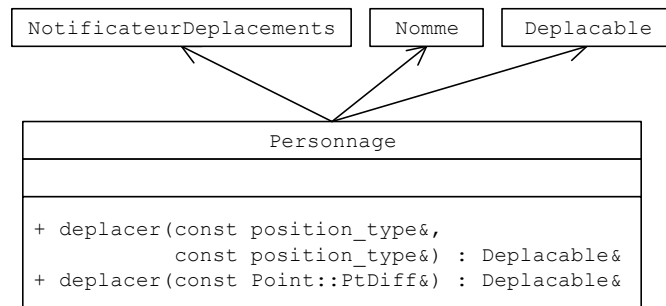 NotificateurDeplacements
Nomme
Deplacable
Personnage
+ deplacer(const position_type&,
const position_type&) : Deplacable&
+ deplacer(const Point::PtDiff&) : Deplacable&